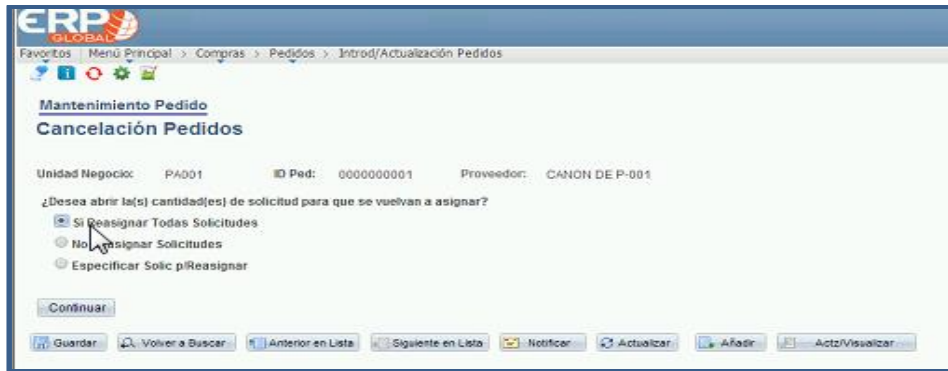 ERP
GLOBAL
Favoritos Menú Principal > Compras > Pedidos > Introd/Actualización Pedidos
Mantenimiento Pedido
Cancelación Pedidos
Unidad Negocio: PA001 ID Ped: 0000000001 Proveedor: CANON DE P-001
¿Desea abrir la(s) cantidad(es) de solicitud para que se vuelvan a asignar?
Si Reasignar Todas Solicitudes
No Reasignar Solicitudes
Especificar Solic p/Reasignar
Continuar
Guardar Volver a Buscar Anterior en Lista Siguiente en Lista Notificar Actualizar Añadir Actz/Visualizar